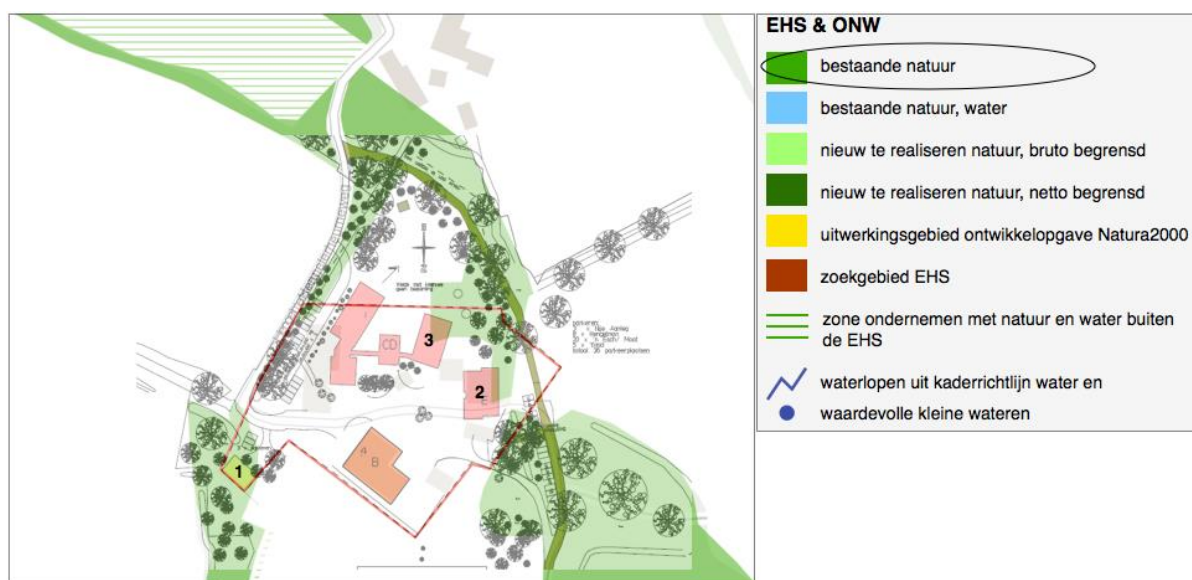 EHS & ONW
bestaande natuur
bestaande natuur, water
nieuw te realiseren natuur, bruto begrensd
nieuw te realiseren natuur, netto begrensd
uitwerkingsgebied ontwikkelopgave Natura2000
zoekgebied EHS
zone ondernemen met natuur en water buiten
de EHS
waterlopen uit kaderrichtlijn water en
waardevolle kleine wateren
CD
3
2
4
B
1